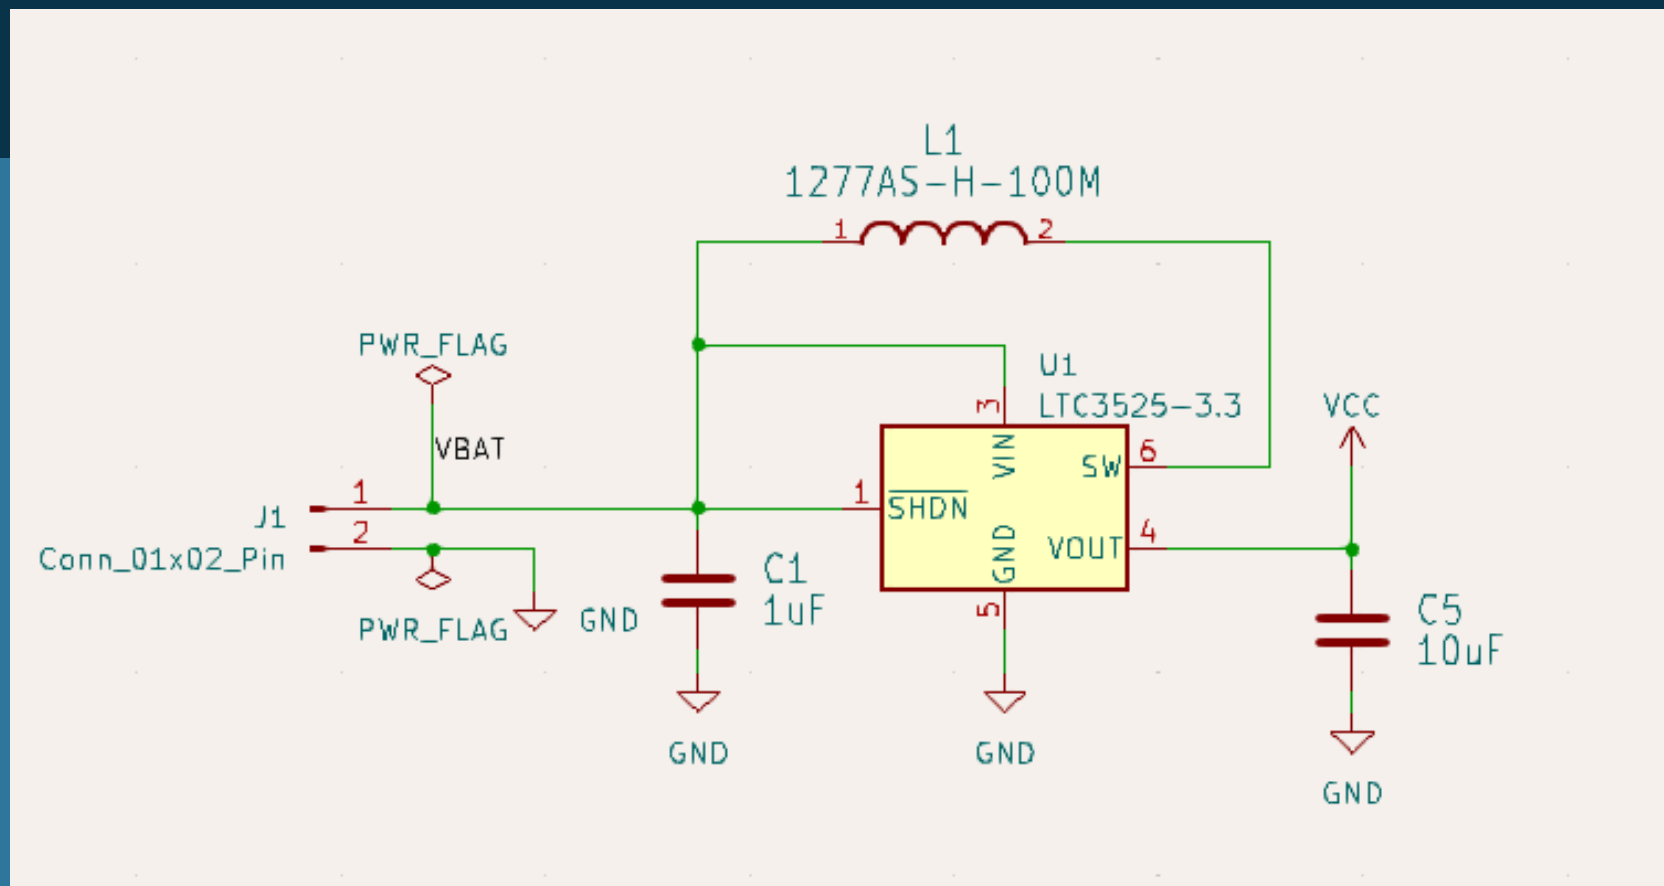 L1
1277AS-H-100M
1
2
PWR_FLAG
U1
LTC3525-3.3
VCC
3
VIN
VBAT
SW
6
1
J1
2
Conn_01x02_Pin
1
SHDN
GND
VOUT
4
5
PWR_FLAG
GND
C1
1uF
C5
10uF
GND
GND
GND